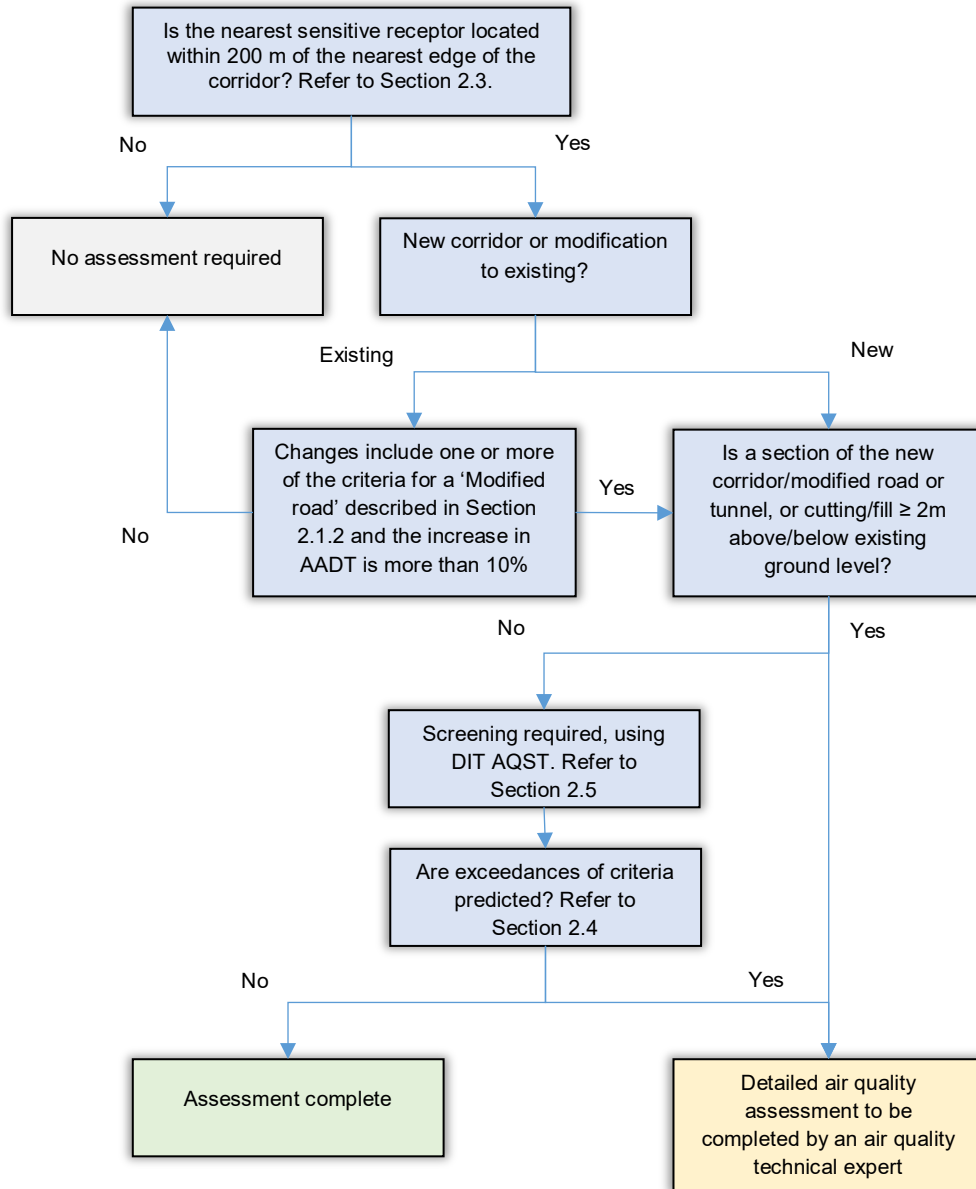 Is the nearest sensitive receptor located
within 200 m of the nearest edge of the
corridor? Refer to Section 2.3.
No
Yes
No assessment required
New corridor or modification
to existing?
Existing
New
Changes include one or more
of the criteria for a ‘Modified
road’ described in Section
2.1.2 and the increase in
AADT is more than 10%
Yes
No
Is a section of the new
corridor/modified road or
tunnel, or cutting/fill ≥ 2m
above/below existing
ground level?
No
Yes
Screening required, using
DIT AQST. Refer to
Section 2.5
Are exceedances of criteria
predicted? Refer to
Section 2.4
No
Yes
Assessment complete
Detailed air quality
assessment to be
completed by an air quality
technical expert